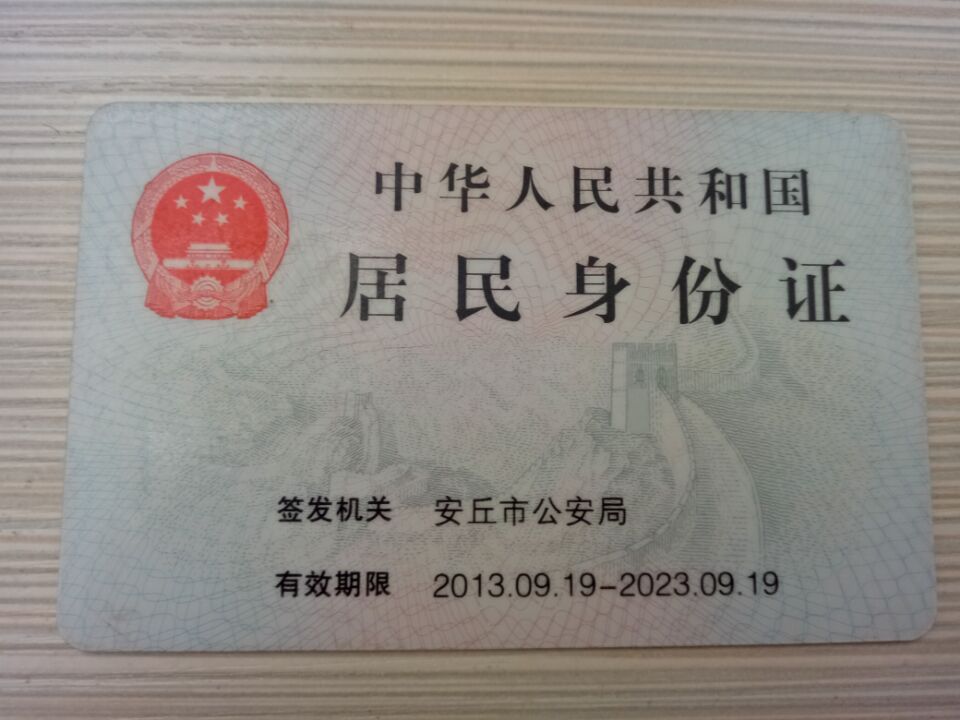 中华人民共和国
居民身份证
签发机关 安丘市公安局
有效期限 2013.09.19-2023.09.19